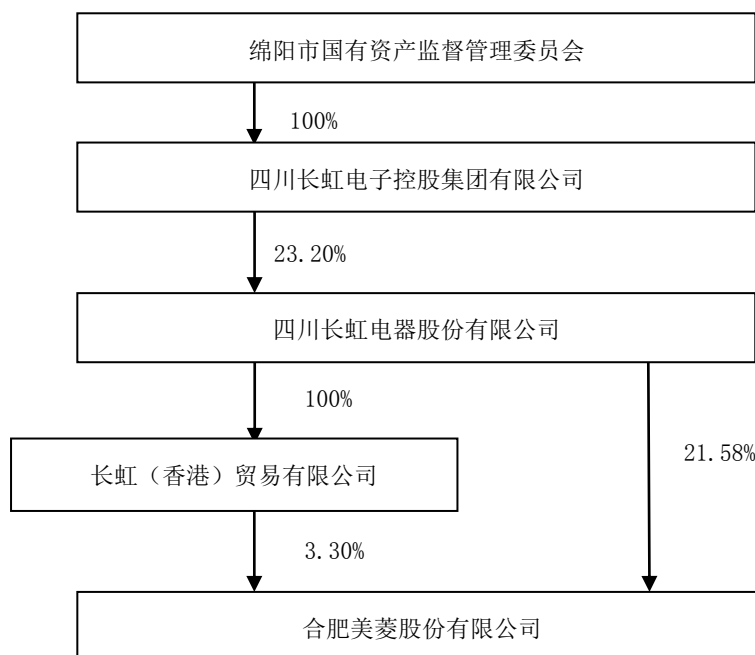 绵阳市国有资产监督管理委员会
100%
四川长虹电子控股集团有限公司
23.20%
四川长虹电器股份有限公司
100%
21.58%
长虹（香港）贸易有限公司
3.30%
合肥美菱股份有限公司